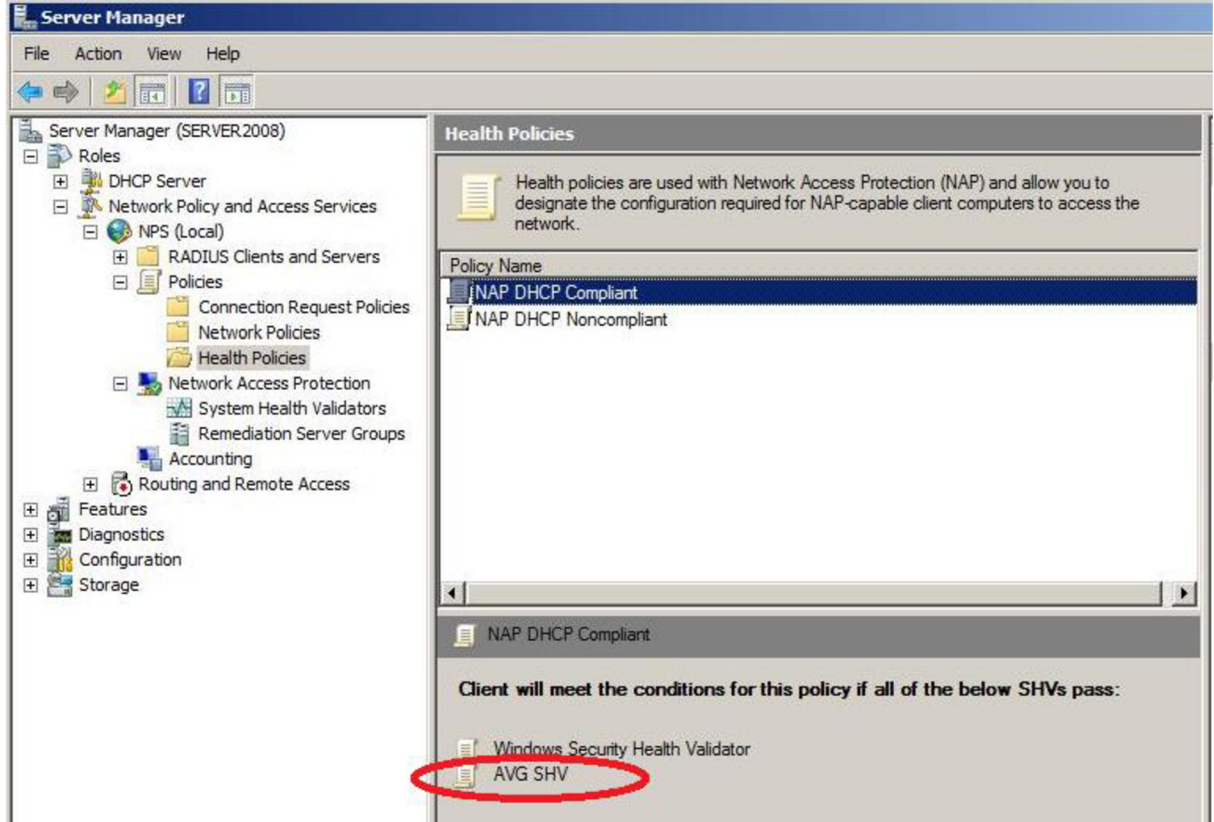 Server Manager
File Action View Help
Server Manager (SERVER2008)
Roles
DHCP Server
Network Policy and Access Services
NPS (Local)
RADIUS Clients and Servers
Policies
Connection Request Policies
Network Policies
Health Policies
Network Access Protection
System Health Validators
Remediation Server Groups
Accounting
Routing and Remote Access
Features
Diagnostics
Configuration
Storage
Health Policies
Health policies are used with Network Access Protection (NAP) and allow you to
designate the configuration required for NAP-capable client computers to access the
network.
Policy Name
NAP DHCP Compliant
NAP DHCP Noncompliant
NAP DHCP Compliant
Client will meet the conditions for this policy if all of the below SHVs pass:
Windows Security Health Validator
AVG SHV